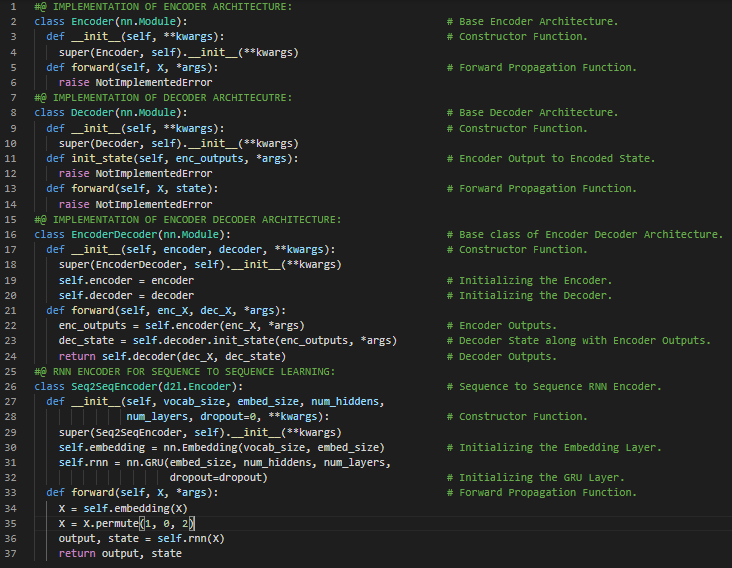 1 #@ IMPLEMENTATION OF ENCODER ARCHITECTURE:
2 class Encoder(nn.Module): # Base Encoder Architecture.
3   def __init__(self, **kwargs): # Constructor Function.
4     super(Encoder, self).__init__(**kwargs)
5   def forward(self, X, *args): # Forward Propagation Function.
6     raise NotImplementedError
7 #@ IMPLEMENTATION OF DECODER ARCHITECUTRE:
8 class Decoder(nn.Module): # Base Decoder Architecture.
9   def __init__(self, **kwargs): # Constructor Function.
10     super(Decoder, self).__init__(**kwargs)
11   def init_state(self, enc_outputs, *args): # Encoder Output to Encoded State.
12     raise NotImplementedError
13   def forward(self, X, state): # Forward Propagation Function.
14     raise NotImplementedError
15 #@ IMPLEMENTATION OF ENCODER DECODER ARCHITECTURE:
16 class EncoderDecoder(nn.Module): # Base class of Encoder Decoder Architecture.
17   def __init__(self, encoder, decoder, **kwargs): # Constructor Function.
18     super(EncoderDecoder, self).__init__(**kwargs)
19     self.encoder = encoder # Initializing the Encoder.
20     self.decoder = decoder # Initializing the Decoder.
21   def forward(self, enc_X, dec_X, *args):
22     enc_outputs = self.encoder(enc_X, *args) # Encoder Outputs.
23     dec_state = self.decoder.init_state(enc_outputs, *args) # Decoder State along with Encoder Outputs.
24     return self.decoder(dec_X, dec_state) # Decoder Outputs.
25 #@ RNN ENCODER FOR SEQUENCE TO SEQUENCE LEARNING:
26 class Seq2SeqEncoder(d2l.Encoder): # Sequence to Sequence RNN Encoder.
27   def __init__(self, vocab_size, embed_size, num_hiddens,
28                num_layers, dropout=0, **kwargs): # Constructor Function.
29     super(Seq2SeqEncoder, self).__init__(**kwargs)
30     self.embedding = nn.Embedding(vocab_size, embed_size) # Initializing the Embedding Layer.
31     self.rnn = nn.GRU(embed_size, num_hiddens, num_layers,
32                       dropout=dropout) # Initializing the GRU Layer.
33   def forward(self, X, *args): # Forward Propagation Function.
34     X = self.embedding(X)
35     X = X.permute(1, 0, 2)
36     output, state = self.rnn(X)
37     return output, state